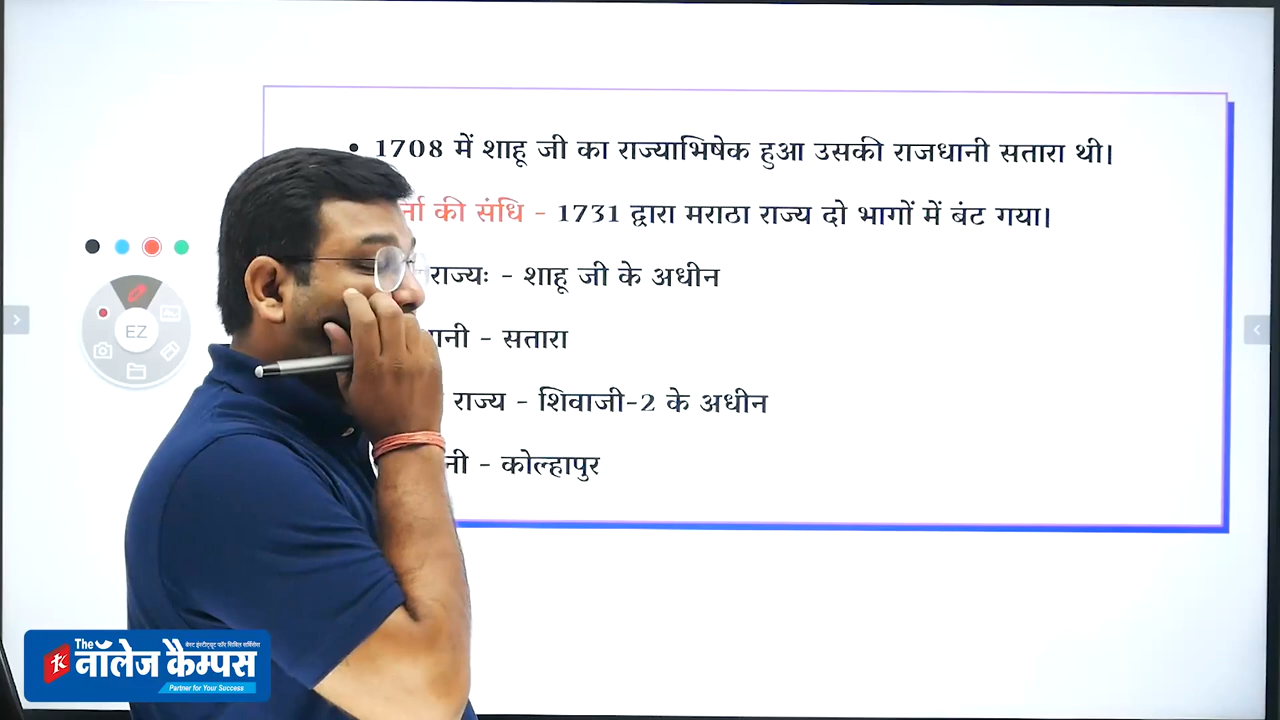 • 1708 में शाहू जी का राज्याभिषेक हुआ उसकी राजधानी सतारा थी।
की संधि - 1731 द्वारा मराठा राज्य दो भागों में बंट गया।
राज्यः - शाहू जी के अधीन
- सतारा
राज्य - शिवाजी-2 के अधीन
- कोल्हापुर
EZ
The
नॉलेज कैम्पस
Partner for Your Success